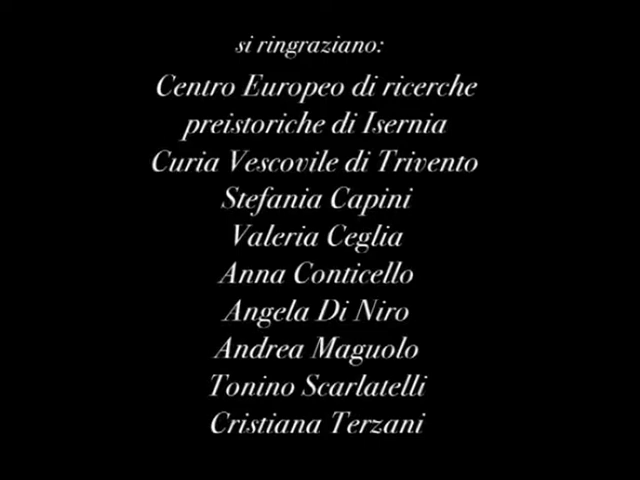 si ringraziano:
Centro Europeo di ricerche
preistoriche di Isernia
Curia Vescovile di Trivento
Stefania Capini
Valeria Ceglia
Anna Conticello
Angela Di Niro
Andrea Maguolo
Tonino Scarlatelli
Cristiana Terzani